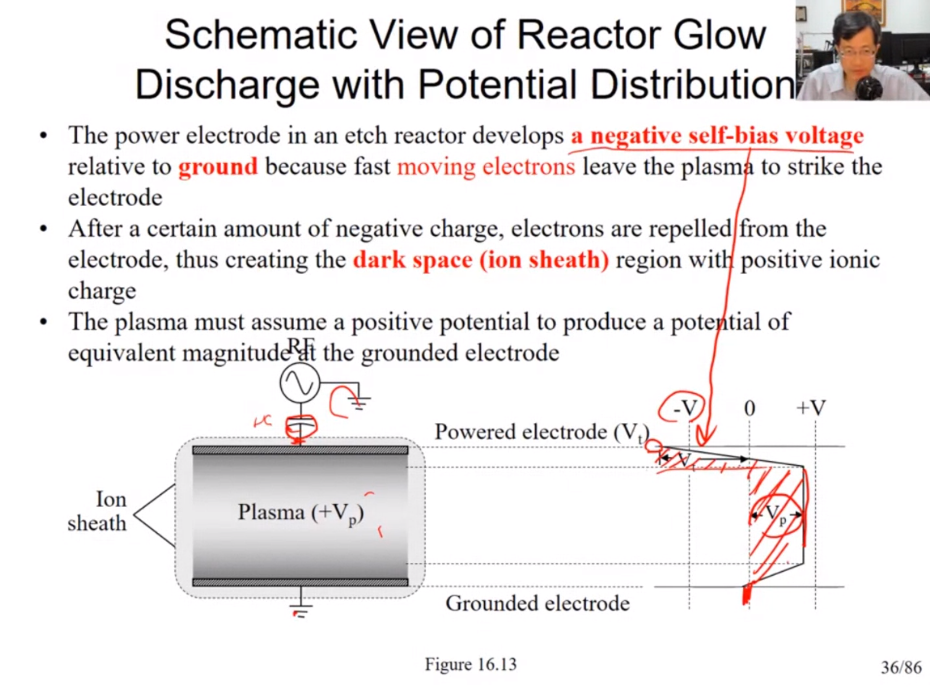 Schematic View of Reactor Glow
Discharge with Potential Distribution
• The power electrode in an etch reactor develops a negative self-bias voltage
relative to ground because fast moving electrons leave the plasma to strike the
electrode
• After a certain amount of negative charge, electrons are repelled from the
electrode, thus creating the dark space (ion sheath) region with positive ionic
charge
• The plasma must assume a positive potential to produce a potential of
equivalent magnitude at the grounded electrode
RF
-V 0 +V
Powered electrode (Vt)
Ion
sheath
Plasma (+Vp)
Vp
Grounded electrode
Figure 16.13
36/86